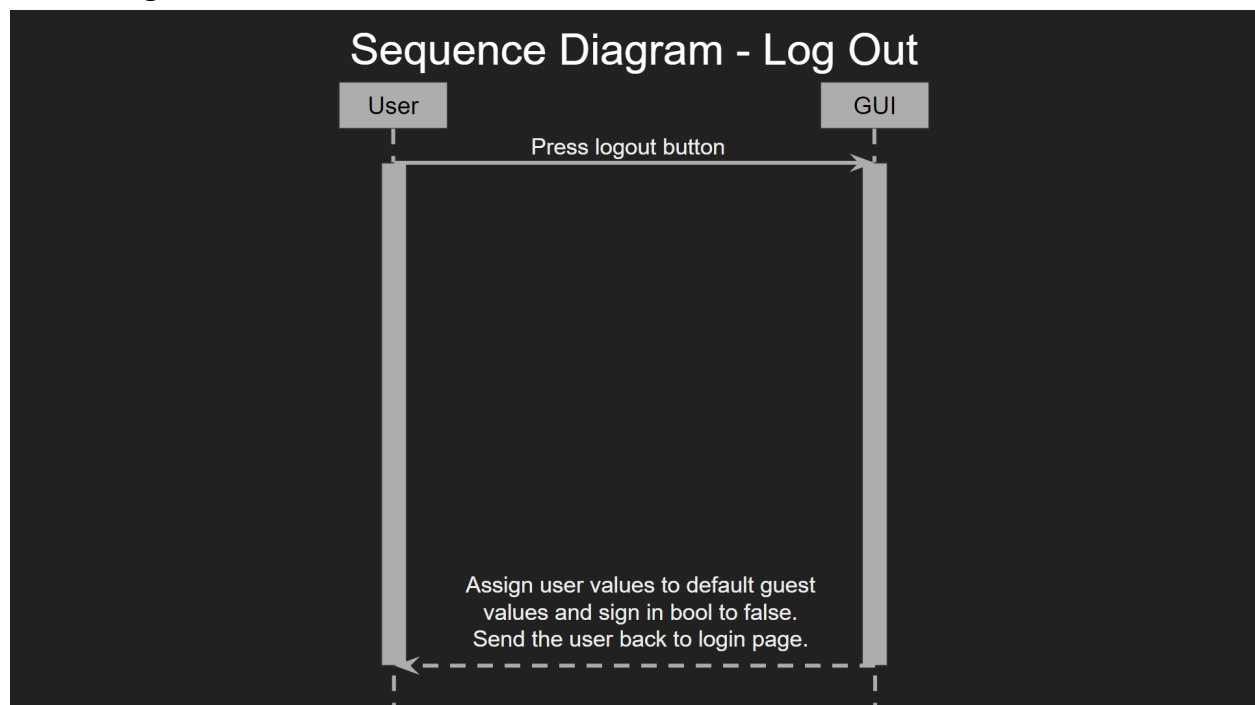 Sequence Diagram - Log Out
User
GUI
Press logout button
Assign user values to default guest
values and sign in bool to false.
Send the user back to login page.